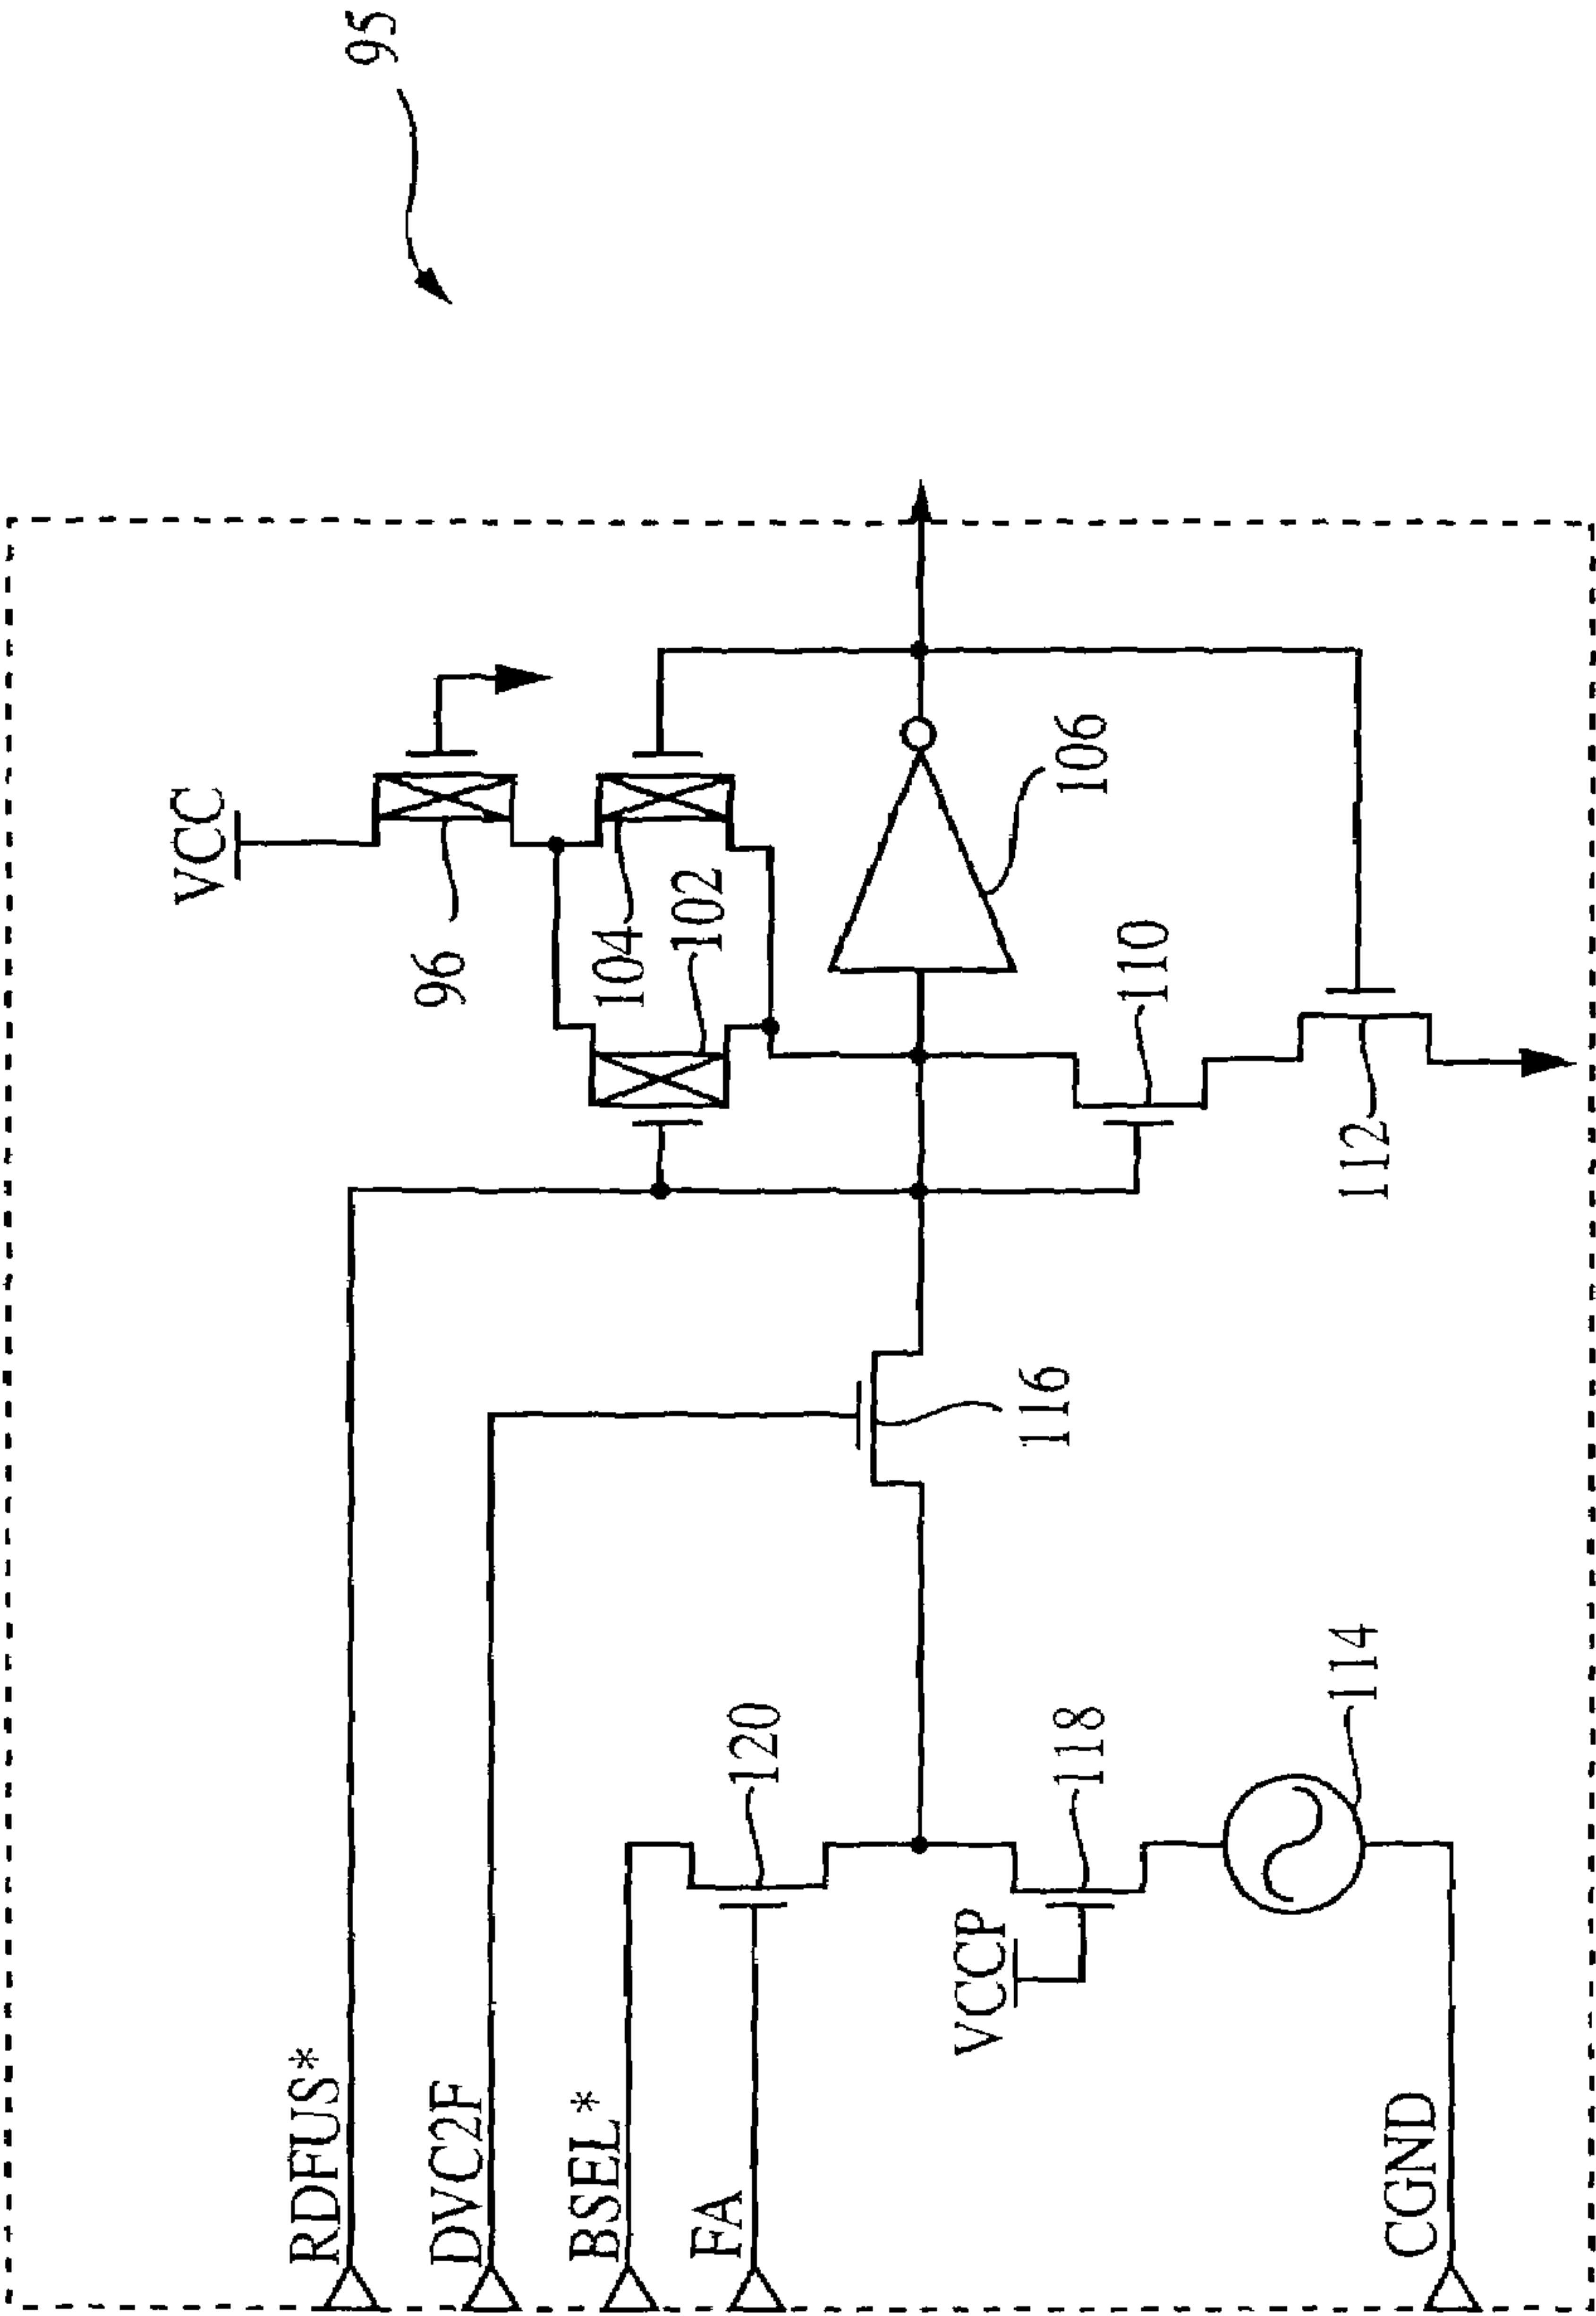 95
VCC
96
104
102
106
110
112
116
120
118
114
VCCP
RDFUS*
DVC2F
BSEL*
FA
CGND